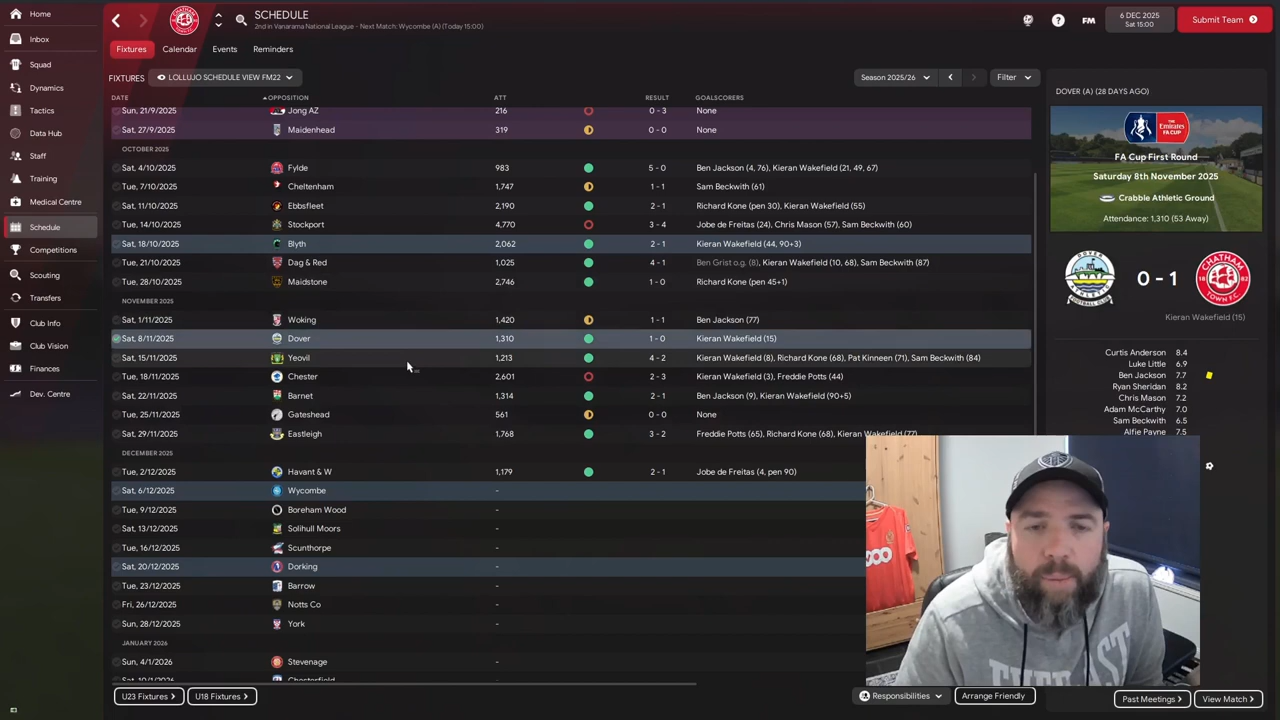 Home
Inbox
Squad
Dynamics
Tactics
Data Hub
Staff
Training
Medical Centre
Schedule
Competitions
Scouting
Transfers
Club Info
Club Vision
Finances
Dev. Centre
SCHEDULE
2nd in Vanarama National League - Next Match: Wycombe (A) (Today 15:00)
FM
6 DEC 2025
Sat 15:00
Submit Team
Fixtures Calendar Events Reminders
FIXTURES LOLLUJO SCHEDULE VIEW FM22 Season 2025/26 Filter
DATE OPPOSITION ATT RESULT GOALSCORERS
Sun, 21/9/2025 Jong AZ 216 0 - 3 None
Sat, 27/9/2025 Maidenhead 319 0 - 0 None
OCTOBER 2025
Sat, 4/10/2025 Fylde 983 5 - 0 Ben Jackson (4, 76), Kieran Wakefield (21, 49, 67)
Tue, 7/10/2025 Cheltenham 1,747 1 - 1 Sam Beckwith (61)
Sat, 11/10/2025 Ebbsfleet 2,190 2 - 1 Richard Kone (pen 30), Kieran Wakefield (55)
Tue, 14/10/2025 Stockport 4,770 3 - 4 Jobe de Freitas (24), Chris Mason (57), Sam Beckwith (60)
Sat, 18/10/2025 Blyth 2,062 2 - 1 Kieran Wakefield (44, 90+3)
Tue, 21/10/2025 Dag & Red 1,025 4 - 1 Ben Grist o.g. (8), Kieran Wakefield (10, 68), Sam Beckwith (87)
Tue, 28/10/2025 Maidstone 2,746 1 - 0 Richard Kone (pen 45+1)
NOVEMBER 2025
Sat, 1/11/2025 Woking 1,420 1 - 1 Ben Jackson (77)
Sat, 8/11/2025 Dover 1,310 1 - 0 Kieran Wakefield (15)
Sat, 15/11/2025 Yeovil 1,213 4 - 2 Kieran Wakefield (8), Richard Kone (68), Pat Kinneen (71), Sam Beckwith (84)
Tue, 18/11/2025 Chester 2,601 2 - 3 Kieran Wakefield (3), Freddie Potts (44)
Sat, 22/11/2025 Barnet 1,314 2 - 1 Ben Jackson (9), Kieran Wakefield (90+5)
Tue, 25/11/2025 Gateshead 561 0 - 0 None
Sat, 29/11/2025 Eastleigh 1,768 3 - 2 Freddie Potts (65), Richard Kone (68), Kieran Wakefield (77)
DECEMBER 2025
Tue, 2/12/2025 Havant & W 1,179 2 - 1 Jobe de Freitas (4, pen 90)
Sat, 6/12/2025 Wycombe -
Tue, 9/12/2025 Boreham Wood -
Sat, 13/12/2025 Solihull Moors -
Tue, 16/12/2025 Scunthorpe -
Sat, 20/12/2025 Dorking -
Tue, 23/12/2025 Barrow -
Fri, 26/12/2025 Notts Co -
Sun, 28/12/2025 York -
JANUARY 2026
Sun, 4/1/2026 Stevenage -
U23 Fixtures U18 Fixtures Responsibilities Arrange Friendly
DOVER (A) (28 DAYS AGO)
FA Cup First Round
Saturday 8th November 2025
Crabble Athletic Ground
Attendance: 1,310 (53 Away)
0 - 1
Kieran Wakefield (15)
Curtis Anderson 8.4
Luke Little 6.9
Ben Jackson 7.7
Ryan Sheridan 8.2
Chris Mason 7.2
Adam McCarthy 7.0
Sam Beckwith 6.5
Alfie Payne 7.5
Past Meetings View Match